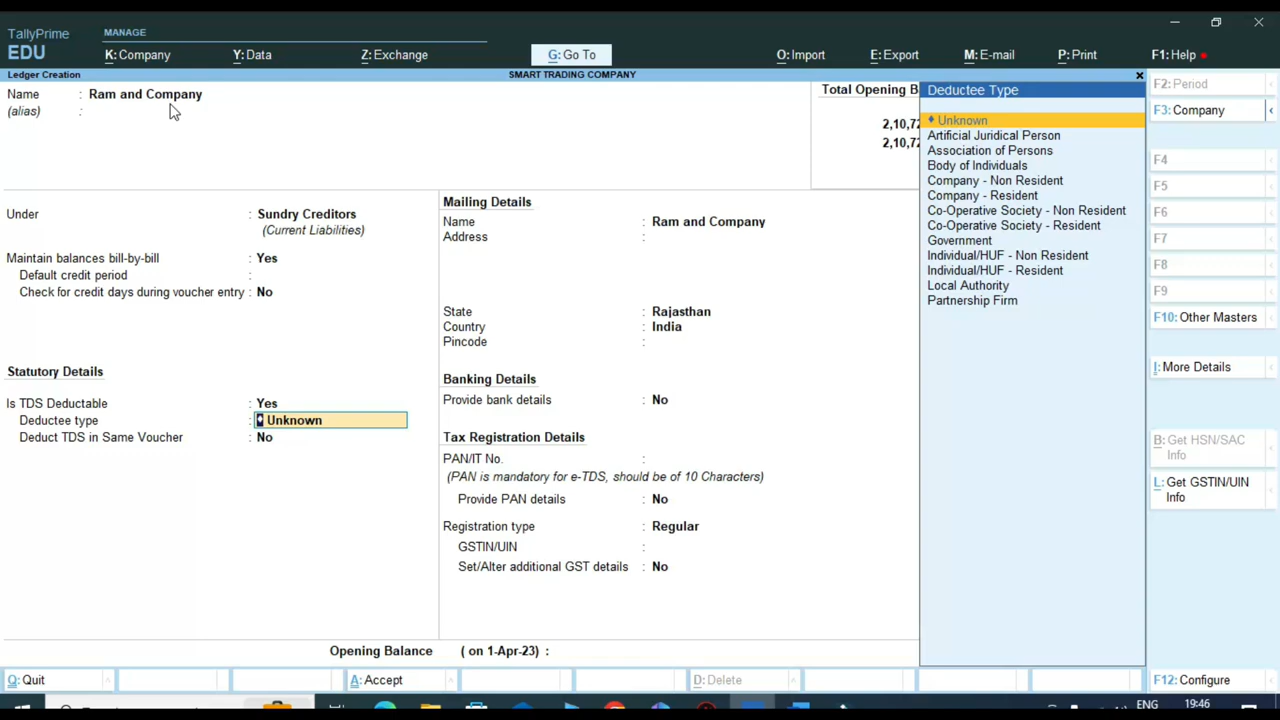 TallyPrime
EDU
MANAGE
K: Company
Y: Data
Z: Exchange
G: Go To
O: Import
E: Export
M: E-mail
P: Print
F1: Help
Ledger Creation
SMART TRADING COMPANY
Name : Ram and Company
(alias) :
Total Opening B
2,10,72
2,10,72
Under : Sundry Creditors
(Current Liabilities)
Maintain balances bill-by-bill : Yes
Default credit period :
Check for credit days during voucher entry : No
Statutory Details
Is TDS Deductable : Yes
Deductee type : ♦ Unknown
Deduct TDS in Same Voucher : No
Mailing Details
Name : Ram and Company
Address :
State : Rajasthan
Country : India
Pincode :
Banking Details
Provide bank details : No
Tax Registration Details
PAN/IT No. :
(PAN is mandatory for e-TDS, should be of 10 Characters)
Provide PAN details : No
Registration type : Regular
GSTIN/UIN :
Set/Alter additional GST details : No
Opening Balance ( on 1-Apr-23) :
Deductee Type
♦ Unknown
Artificial Juridical Person
Association of Persons
Body of Individuals
Company - Non Resident
Company - Resident
Co-Operative Society - Non Resident
Co-Operative Society - Resident
Government
Individual/HUF - Non Resident
Individual/HUF - Resident
Local Authority
Partnership Firm
F2: Period
F3: Company
F4
F5
F6
F7
F8
F9
F10: Other Masters
I: More Details
B: Get HSN/SAC
Info
L: Get GSTIN/UIN
Info
Q: Quit
A: Accept
D: Delete
F12: Configure
ENG
19:46